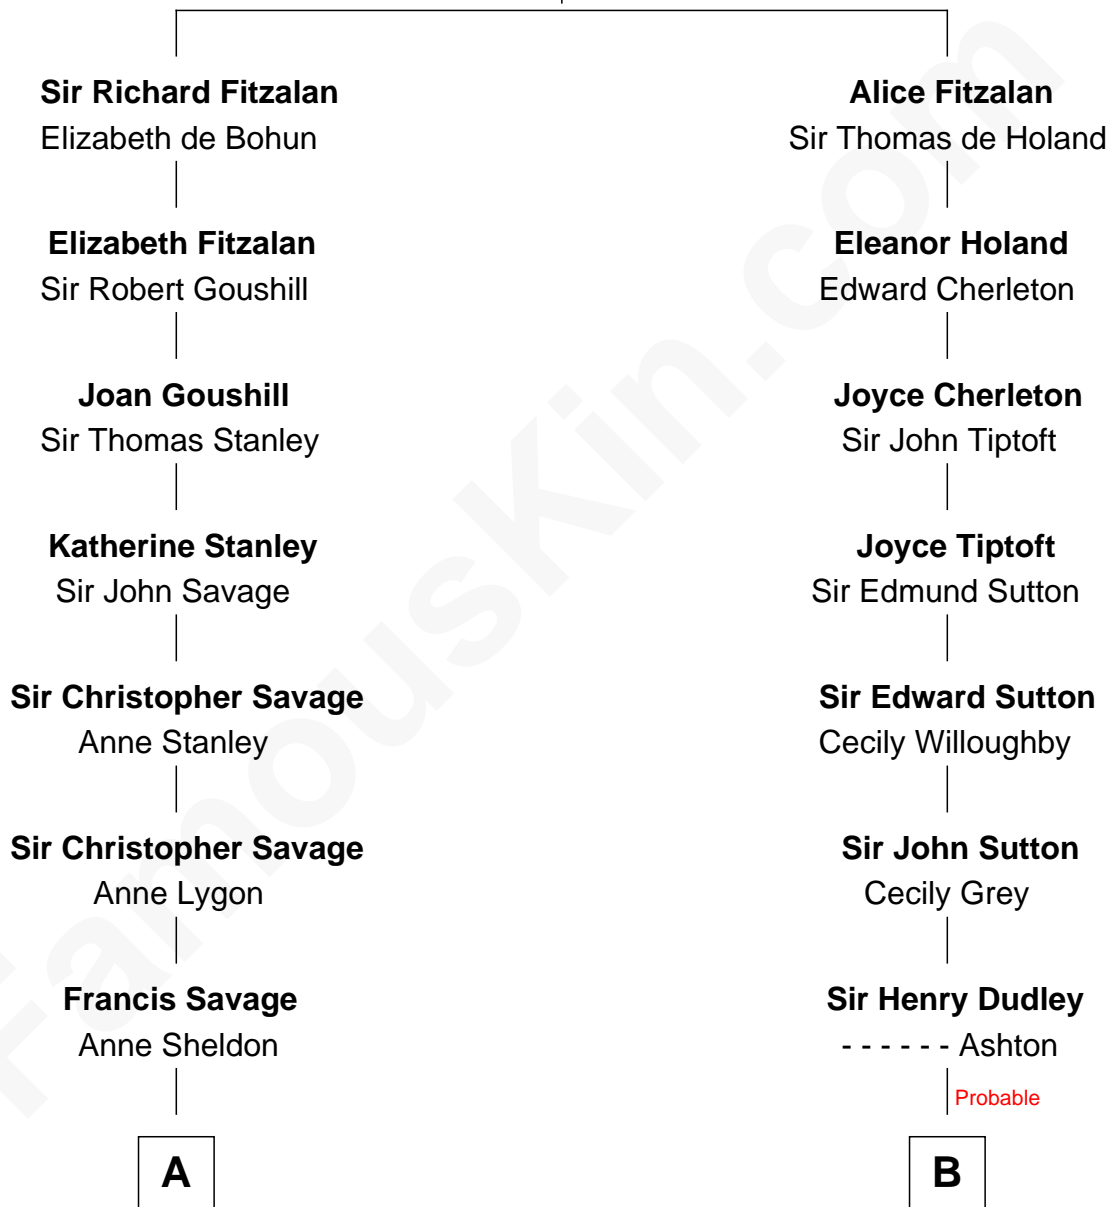 Sir Richard Fitzalan
Elizabeth de Bohun
Elizabeth Fitzalan
Sir Robert Goushill
Joan Goushill
Sir Thomas Stanley
Katherine Stanley
Sir John Savage
Sir Christopher Savage
Anne Stanley
Sir Christopher Savage
Anne Lygon
Francis Savage
Anne Sheldon
A
Alice Fitzalan
Sir Thomas de Holand
Eleanor Holand
Edward Cherleton
Joyce Cherleton
Sir John Tiptoft
Joyce Tiptoft
Sir Edmund Sutton
Sir Edward Sutton
Cecily Willoughby
Sir John Sutton
Cecily Grey
Sir Henry Dudley
- - - - - - Ashton
Probable
B
FamousKin.com